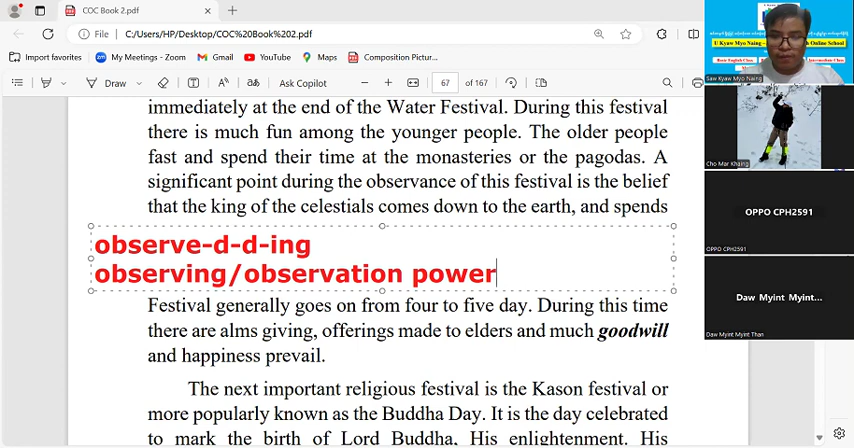 COC Book 2.pdf
File
C:/Users/HP/Desktop/COC%20Book%202.pdf
Import favorites
My Meetings - Zoom
Gmail
YouTube
Maps
Composition Pictur...
Draw
Ask Copilot
67
of 167
immediately at the end of the Water Festival. During this festival
there is much fun among the younger people. The older people
fast and spend their time at the monasteries or the pagodas. A
significant point during the observance of this festival is the belief
that the king of the celestials comes down to the earth, and spends
observe-d-d-ing
observing/observation power
Festival generally goes on from four to five day. During this time
there are alms giving, offerings made to elders and much goodwill
and happiness prevail.
The next important religious festival is the Kason festival or
more popularly known as the Buddha Day. It is the day celebrated
to mark the birth of Lord Buddha, His enlightenment. His
U Kyaw Myo Naing
Online School
Saw Kyaw Myo Naing
Cho Mar Khaing
OPPO CPH2591
OPPO CPH2591
Daw Myint Myint...
Daw Myint Myint Than